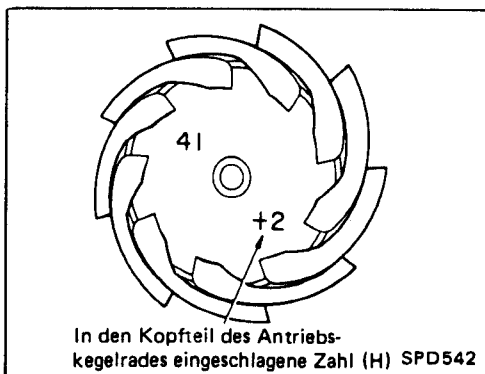 41
+2
In den Kopfteil des Antriebs-
kegelrades eingeschlagene Zahl (H) SPD542